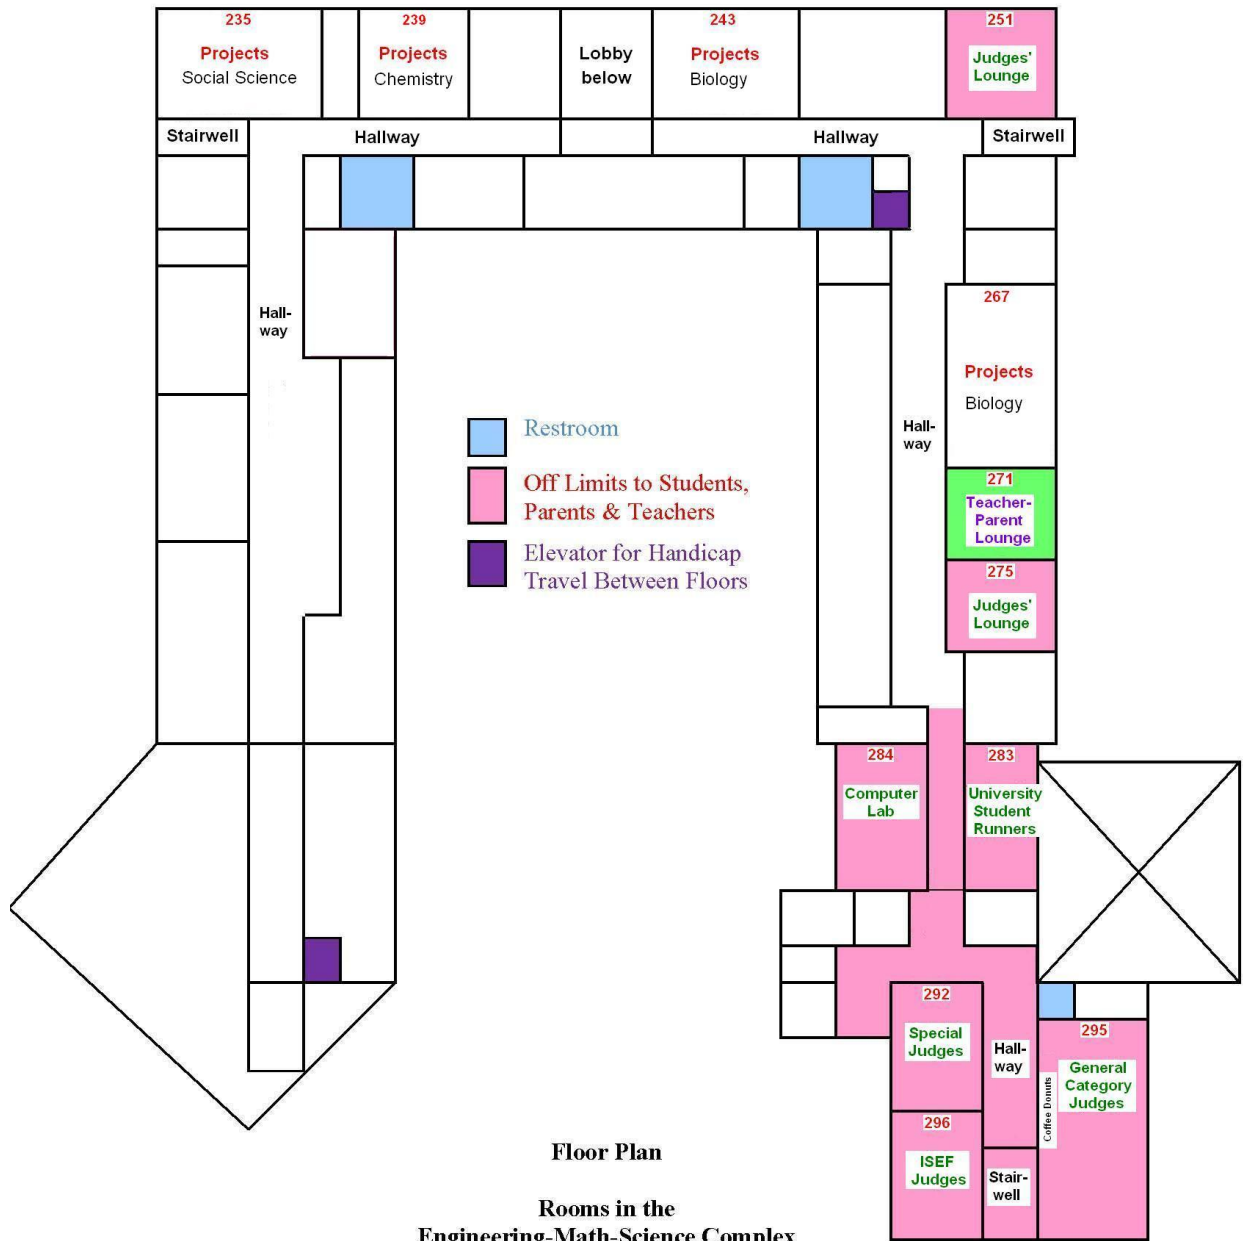 235
Projects
Social Science
239
Projects
Chemistry
Lobby
below
243
Projects
Biology
251
Judges'
Lounge
Stairwell
Hallway
Hallway
Stairwell
Hall-
way
267
Projects
Biology
Hall-
way
Restroom
Off Limits to Students,
Parents & Teachers
Elevator for Handicap
Travel Between Floors
271
Teacher-
Parent
Lounge
275
Judges'
Lounge
284
Computer
Lab
283
University
Student
Runners
292
Special
Judges
Hall-
way
295
General
Category
Judges
Coffee Donuts
296
ISEF
Judges
Stair-
well
Floor Plan
Rooms in the
Engineering-Math-Science Complex